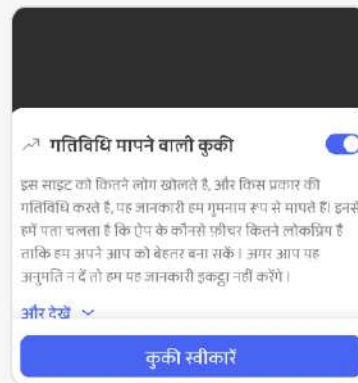 गतिविधि मापने वाली कुकी
इस साइट को कितने लोग खोलते है, और किस प्रकार की
गतिविधि करते है, यह जानकारी हम गुमनाम रूप से मापते हैं। इनसे
हमें पता चलता है कि ऐप के कौनसे फ़ीचर कितने लोकप्रिय है
ताकि हम अपने आप को बेहतर बना सकें। अगर आप यह
अनुमति न दें तो हम यह जानकारी इकट्ठा नहीं करेंगे।
और देखें
कुकी स्वीकारें